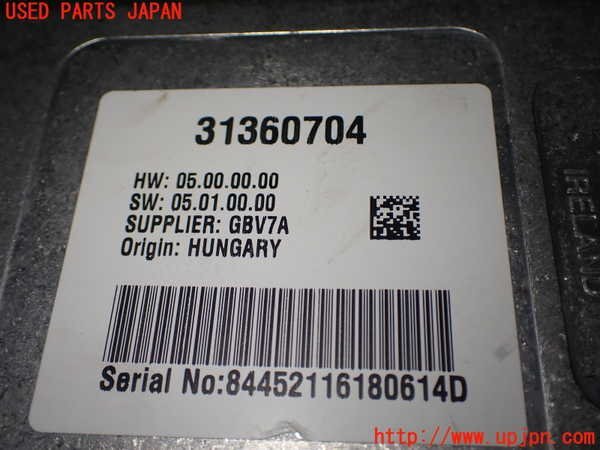 USED PARTS JAPAN
31360704
HW: 05.00.00.00
SW: 05.01.00.00
SUPPLIER: GBV7A
Origin: HUNGARY
IRELAND
Serial No:84452116180614D
http://www.upjpn.com/